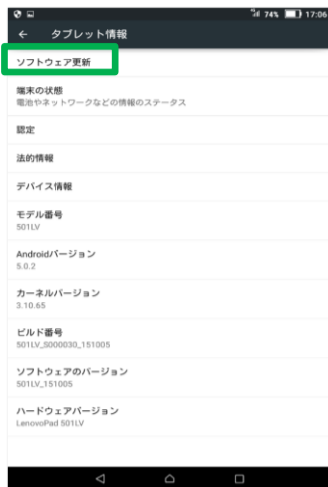 74% 17:06
タブレット情報
ソフトウェア更新
端末の状態
電池やネットワークなどの情報のステータス
認定
法的情報
デバイス情報
モデル番号
501LV
Androidバージョン
5.0.2
カーネルバージョン
3.10.65
ビルド番号
501LV_S000030_151005
ソフトウェアのバージョン
501LV_151005
ハードウェアバージョン
LenovoPad 501LV